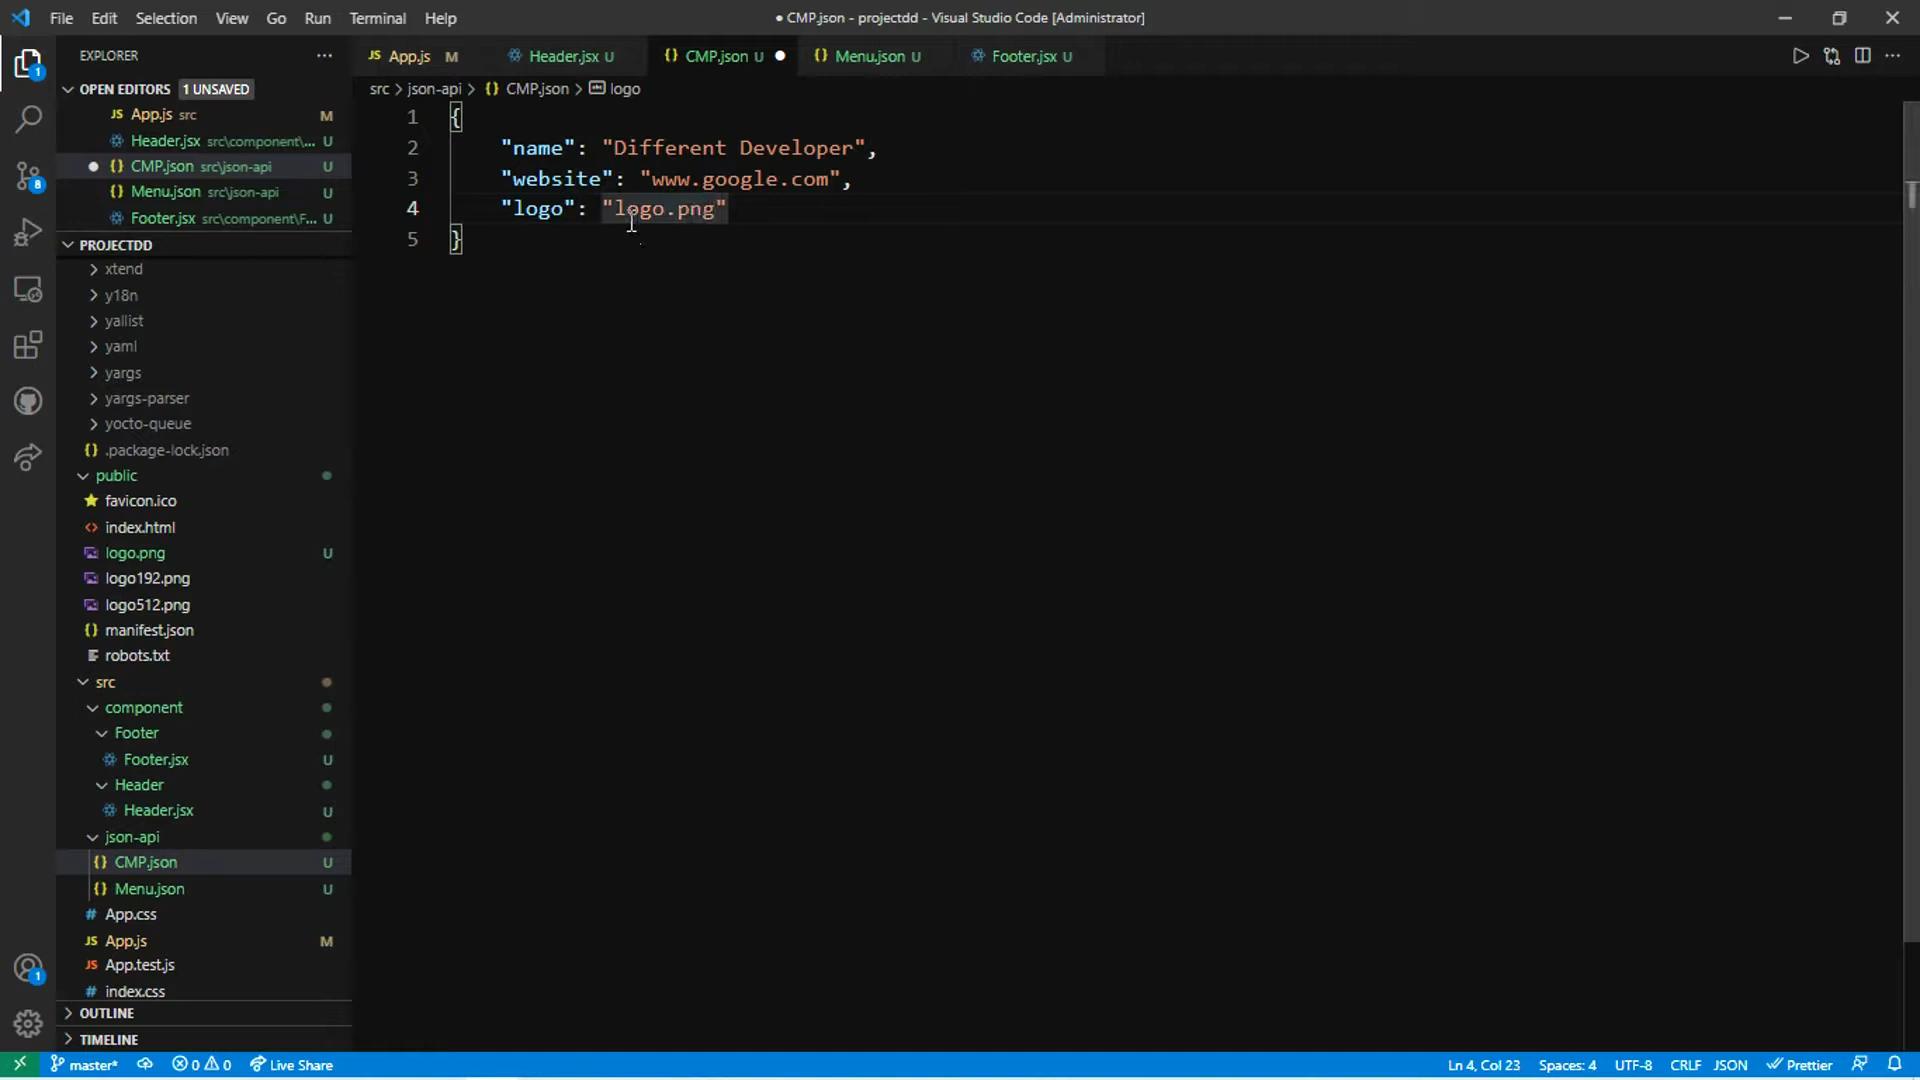 File Edit Selection View Go Run Terminal Help
● CMP.json - projectdd - Visual Studio Code [Administrator]
EXPLORER
App.js M
Header.jsx U
CMP.json U
Menu.json U
Footer.jsx U
OPEN EDITORS 1 UNSAVED
JS App.js src M
Header.jsx src\component\... U
{} CMP.json src\json-api U
{} Menu.json src\json-api U
Footer.jsx src\component\F... U
PROJECTDD
xtend
y18n
yallist
yaml
yargs
yargs-parser
yocto-queue
{} .package-lock.json
public
favicon.ico
<> index.html
logo.png U
logo192.png
logo512.png
{} manifest.json
robots.txt
src
component
Footer
Footer.jsx U
Header
Header.jsx U
json-api
{} CMP.json U
{} Menu.json U
# App.css
JS App.js M
JS App.test.js
# index.css
OUTLINE
TIMELINE
src > json-api > {} CMP.json > logo
1 {
2 "name": "Different Developer",
3 "website": "www.google.com",
4 "logo": "logo.png"
5 }
1
8
1
master* 0 0 Live Share
Ln 4, Col 23 Spaces: 4 UTF-8 CRLF JSON Prettier